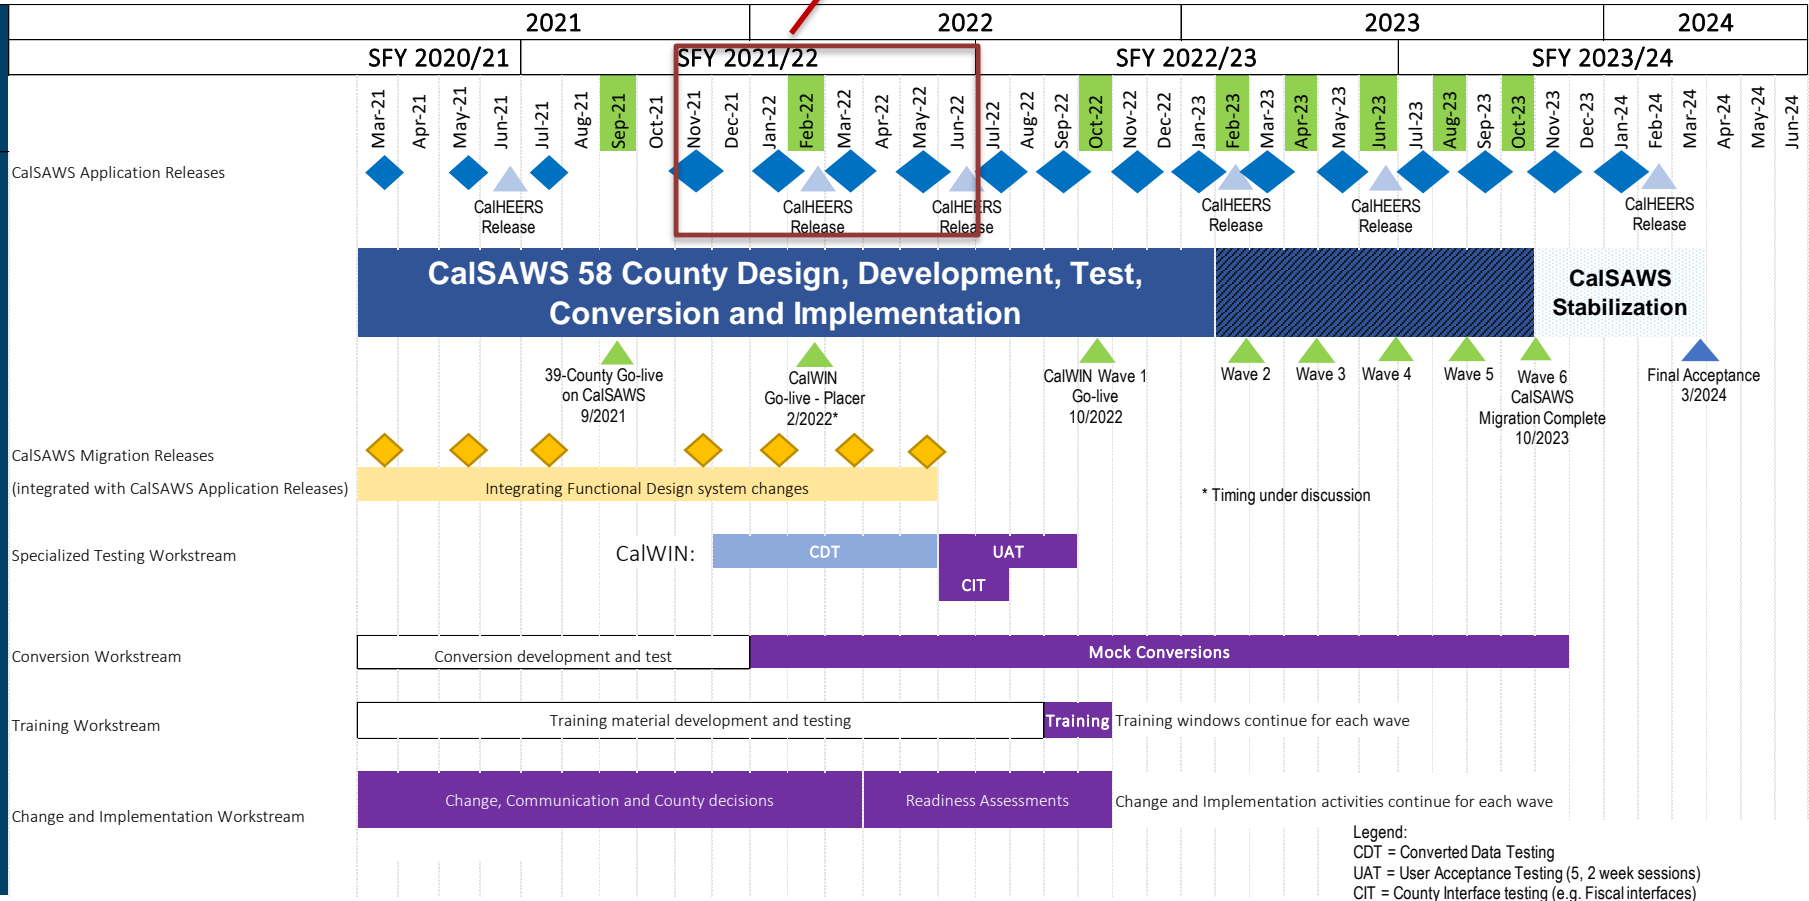 2021 2022 2023 2024
SFY 2020/21 SFY 2021/22 SFY 2022/23 SFY 2023/24
Mar-21 Apr-21 May-21 Jun-21 Jul-21 Aug-21 Sep-21 Oct-21 Nov-21 Dec-21 Jan-22 Feb-22 Mar-22 Apr-22 May-22 Jun-22 Jul-22 Aug-22 Sep-22 Oct-22 Nov-22 Dec-22 Jan-23 Feb-23 Mar-23 Apr-23 May-23 Jun-23 Jul-23 Aug-23 Sep-23 Oct-23 Nov-23 Dec-23 Jan-24 Feb-24 Mar-24 Apr-24 May-24 Jun-24
CalSAWS Application Releases
CalHEERS
Release
CalHEERS
Release
CalHEERS
Release
CalHEERS
Release
CalHEERS
Release
CalHEERS
Release
CalSAWS 58 County Design, Development, Test,
Conversion and Implementation
CalSAWS
Stabilization
39-County Go-live
on CalSAWS
9/2021
CalWIN
Go-live - Placer
2/2022*
CalWIN Wave 1
Go-live
10/2022
Wave 2
Wave 3
Wave 4
Wave 5
Wave 6
CalSAWS
Migration Complete
10/2023
Final Acceptance
3/2024
CalSAWS Migration Releases
(integrated with CalSAWS Application Releases)
Integrating Functional Design system changes
* Timing under discussion
Specialized Testing Workstream
CalWIN:
CDT
UAT
CIT
Conversion Workstream
Conversion development and test
Mock Conversions
Training Workstream
Training material development and testing
Training
Training windows continue for each wave
Change and Implementation Workstream
Change, Communication and County decisions
Readiness Assessments
Change and Implementation activities continue for each wave
Legend:
CDT = Converted Data Testing
UAT = User Acceptance Testing (5, 2 week sessions)
CIT = County Interface testing (e.g. Fiscal interfaces)